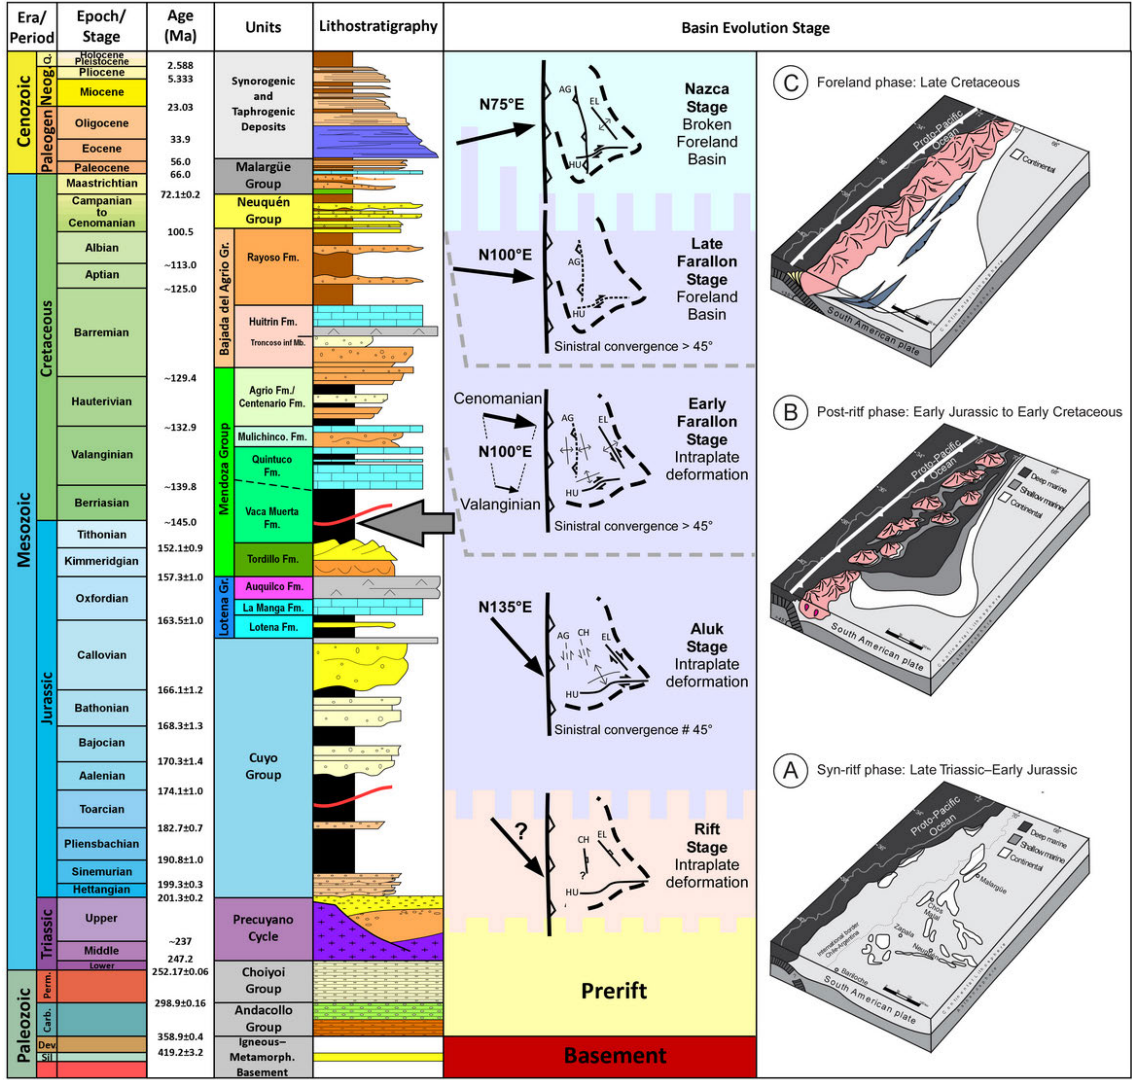 Era/
Period
Epoch/
Stage
Age
(Ma)
Units
Lithostratigraphy
Basin Evolution Stage
Cenozoic
Mesozoic
Paleozoic
Q.
Neog.
Paleogen
Cretaceous
Jurassic
Triassic
Perm.
Carb.
Dev.
Sil
Holocene
Pleistocene
Pliocene
Miocene
Oligocene
Eocene
Paleocene
Maastrichtian
Campanian
to
Cenomanian
Albian
Aptian
Barremian
Hauterivian
Valanginian
Berriasian
Tithonian
Kimmeridgian
Oxfordian
Callovian
Bathonian
Bajocian
Aalenian
Toarcian
Pliensbachian
Sinemurian
Hettangian
Upper
Middle
Lower
2.588
5.333
23.03
33.9
56.0
66.0
72.1±0.2
100.5
~113.0
~125.0
~129.4
~132.9
~139.8
~145.0
152.1±0.9
157.3±1.0
163.5±1.0
166.1±1.2
168.3±1.3
170.3±1.4
174.1±1.0
182.7±0.7
190.8±1.0
199.3±0.3
201.3±0.2
~237
247.2
252.17±0.06
298.9±0.16
358.9±0.4
419.2±3.2
Synorogenic
and
Taphrogenic
Deposits
Malargüe
Group
Neuquén
Group
Bajada del Agrio Gr.
Rayoso Fm.
Huitrin Fm.
Troncoso inf Mb.
Mendoza Group
Agrio Fm./
Centenario Fm.
Mulichinco. Fm.
Quintuco
Fm.
Vaca Muerta
Fm.
Tordillo Fm.
Lotena Gr.
Auquilco Fm.
La Manga Fm.
Lotena Fm.
Cuyo
Group
Precuyano
Cycle
Choiyoi
Group
Andacollo
Group
Igneous–
Metamorph.
Basement
N75°E
AG
EL
HU
Nazca
Stage
Broken
Foreland
Basin
N100°E
AG
HU
Late
Farallon
Stage
Foreland
Basin
Sinistral convergence > 45°
Cenomanian
N100°E
Valanginian
AG
EL
HU
Early
Farallon
Stage
Intraplate
deformation
Sinistral convergence > 45°
N135°E
AG
CH
EL
HU
Aluk
Stage
Intraplate
deformation
Sinistral convergence # 45°
?
CH
EL
?
HU
Rift
Stage
Intraplate
deformation
Prerift
Basement
C
Foreland phase: Late Cretaceous
Proto-Pacific
Ocean
Continental
South American plate
B
Post-ritf phase: Early Jurassic to Early Cretaceous
Proto-Pacific
Ocean
Deep marine
Shallow marine
Continental
South American plate
A
Syn-ritf phase: Late Triassic–Early Jurassic
Proto-Pacific
Ocean
Deep marine
Shallow marine
Continental
Malargüe
Chos
Malal
Zapala
Neuquén
International border
Chile-Argentina
Bariloche
South American plate